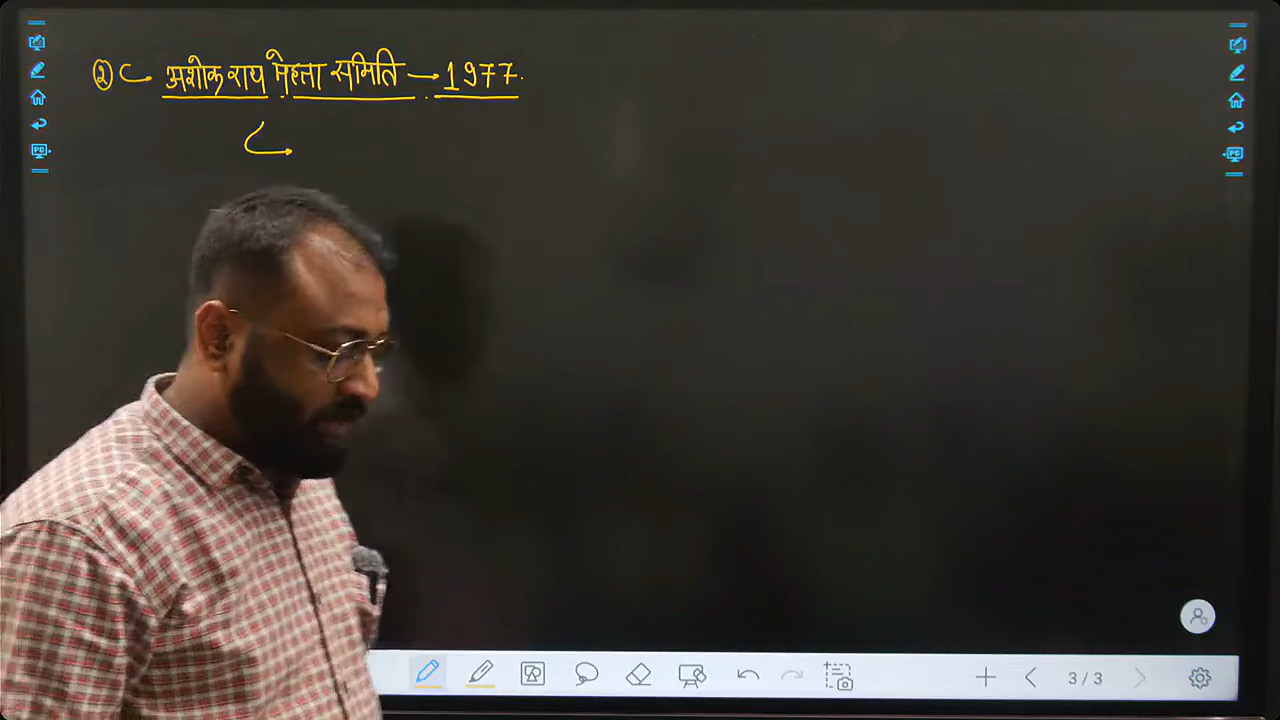 ② अशोक राय मेहता समिति → 1977.
3/3